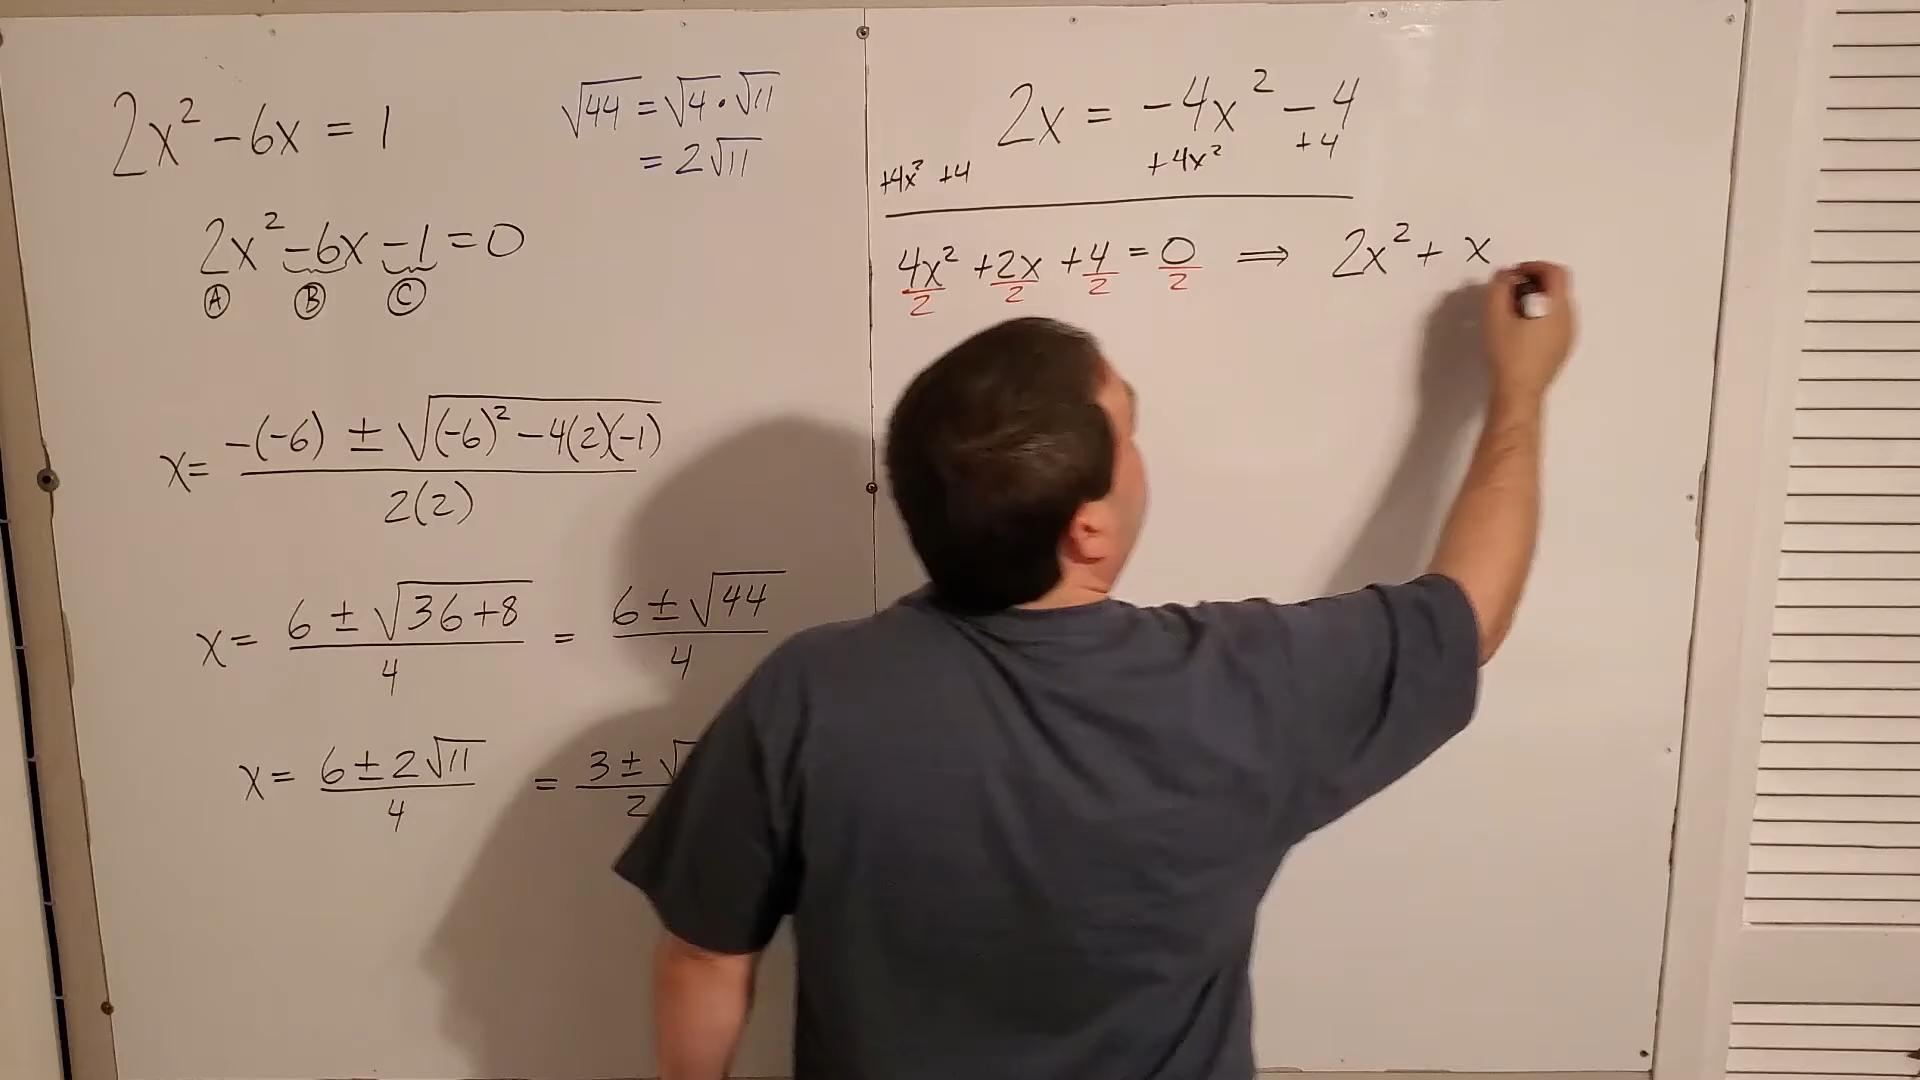 2x² - 6x = 1
√44 = √4 · √11
= 2√11
2x² - 6x - 1 = 0
A B C
x = -(-6) ± √(-6)² - 4(2)(-1)
2(2)
x = 6 ± √36 + 8 / 4 = 6 ± √44 / 4
x = 6 ± 2√11 / 4 = 3 ± √ / 2
2x = -4x² - 4
+4x² +4 +4x² +4
4x² + 2x + 4 = 0 ⟹ 2x² + x
2 2 2 2